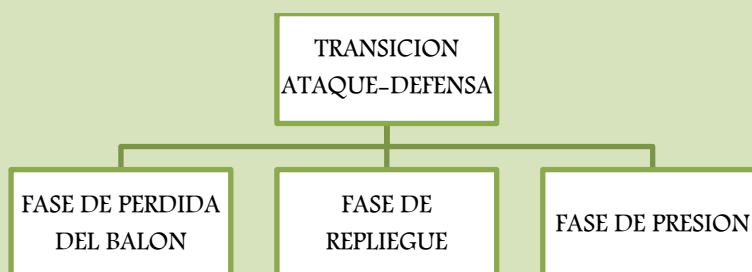 TRANSICION
ATAQUE-DEFENSA
FASE DE PERDIDA
DEL BALON
FASE DE
REPLIEGUE
FASE DE PRESION